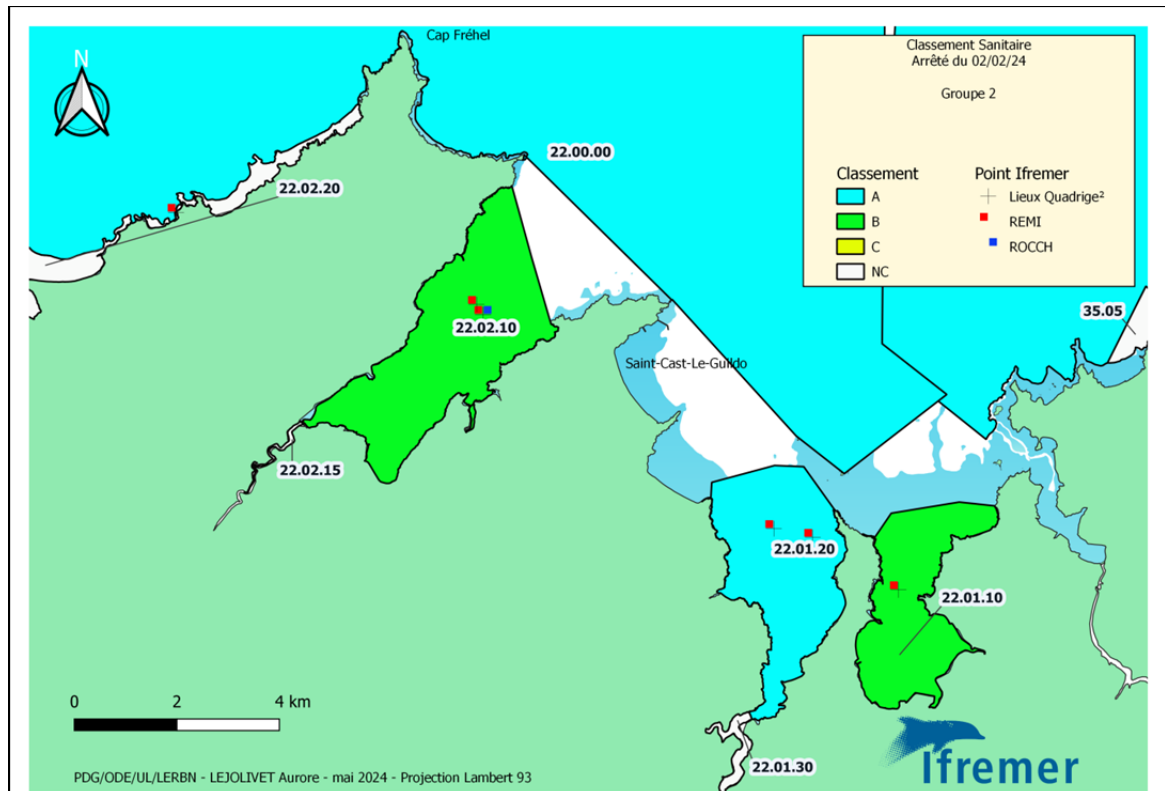 Cap Fréhel
Classement Sanitaire
Arrêté du 02/02/24
Groupe 2
Classement
A
B
C
NC
Point Ifremer
Lieux Quadrige²
REMI
ROCCH
N
22.00.00
22.02.20
35.05
22.02.10
Saint-Cast-Le-Guildo
22.02.15
22.01.20
22.01.10
0 2 4 km
22.01.30
Ifremer
PDG/ODE/UL/LERBN - LEJOLIVET Aurore - mai 2024 - Projection Lambert 93